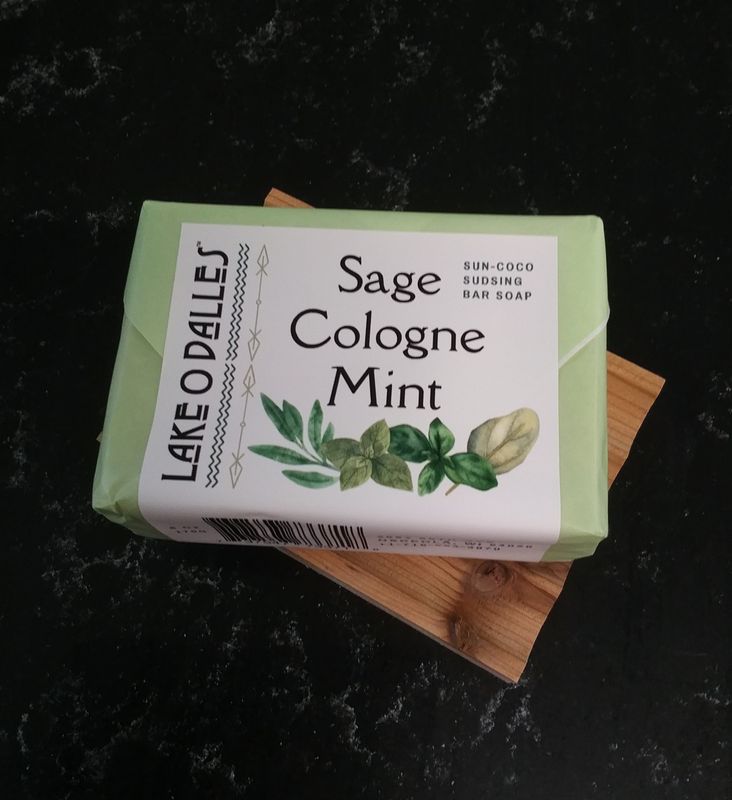 LAKE O DALLES
Sage
Cologne
Mint
SUN-COCO
SUDSING
BAR SOAP